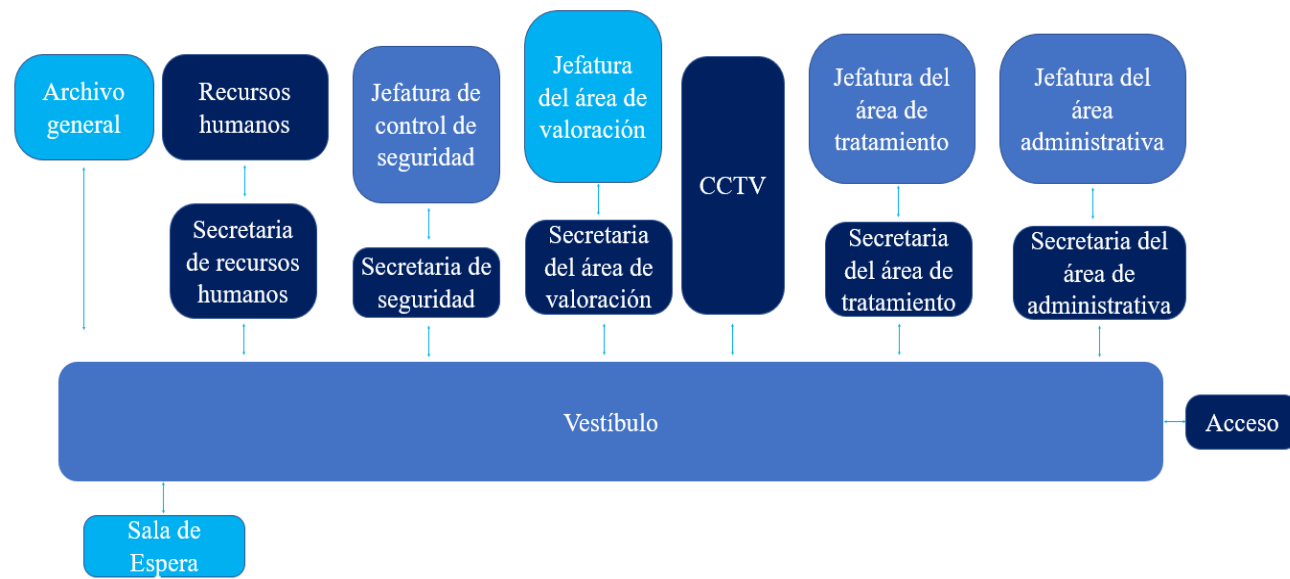 Archivo
general
Recursos
humanos
Jefatura de
control de
seguridad
Jefatura
del área de
valoración
CCTV
Jefatura del
área de
tratamiento
Jefatura del
área
administrativa
Secretaria
de recursos
humanos
Secretaria de
seguridad
Secretaria
del área de
valoración
Secretaria
del área de
tratamiento
Secretaria del
área de
administrativa
Vestíbulo
Acceso
Sala de
Espera